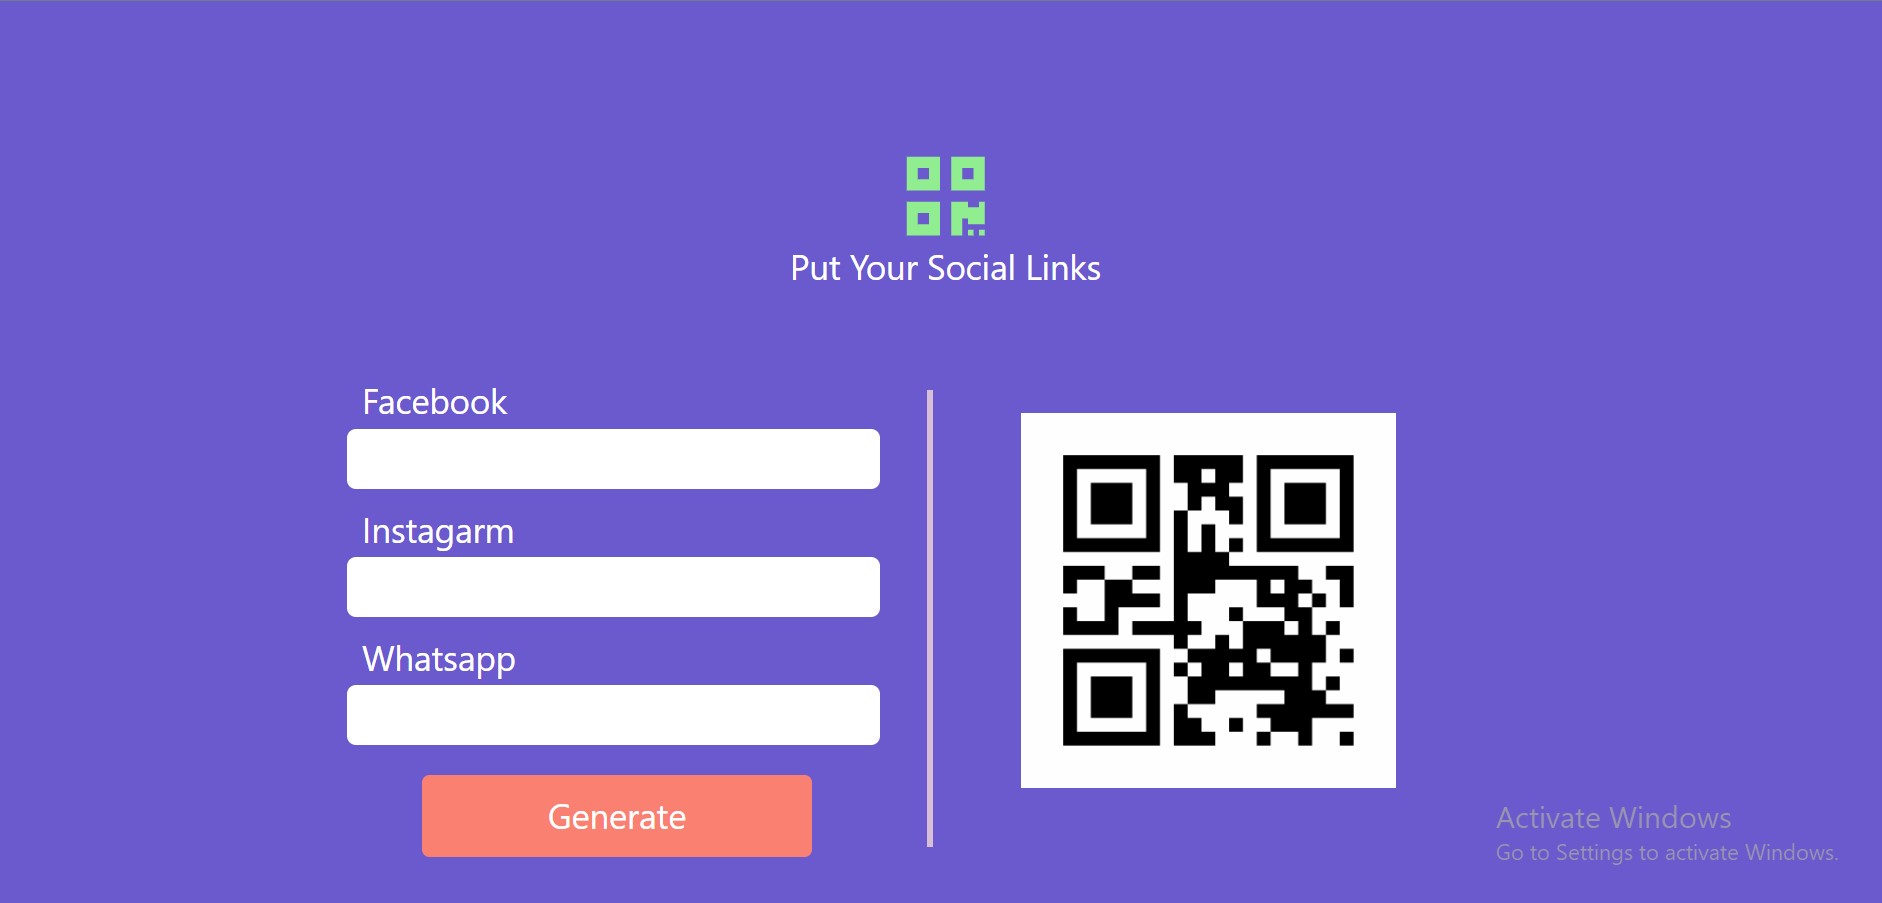 Put Your Social Links
Facebook
Instagarm
Whatsapp
Generate
Activate Windows
Go to Settings to activate Windows.